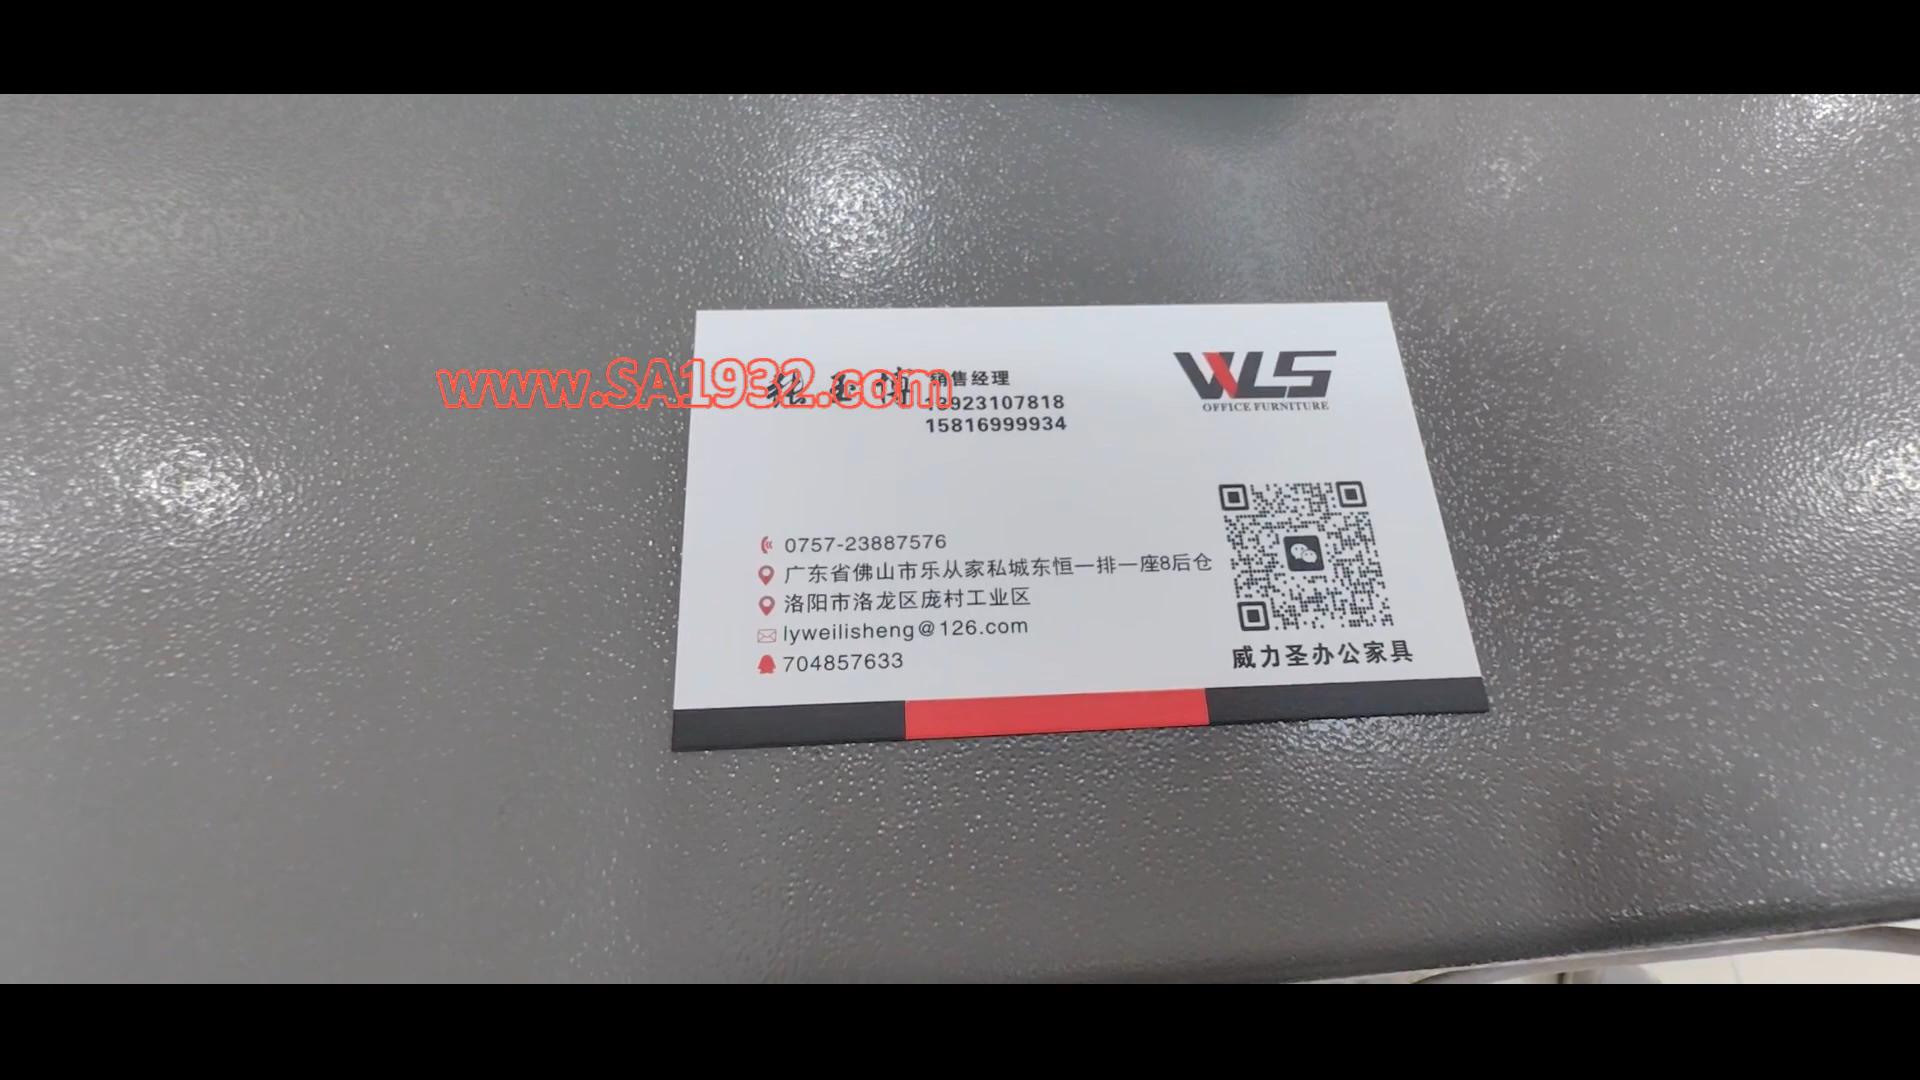 www.SA1932.com
销售经理
13923107818
15816999934
WLS
OFFICE FURNITURE
0757-23887576
广东省佛山市乐从家私城东恒一排一座8后仓
洛阳市洛龙区庞村工业区
lyweilisheng@126.com
704857633
威力圣办公家具